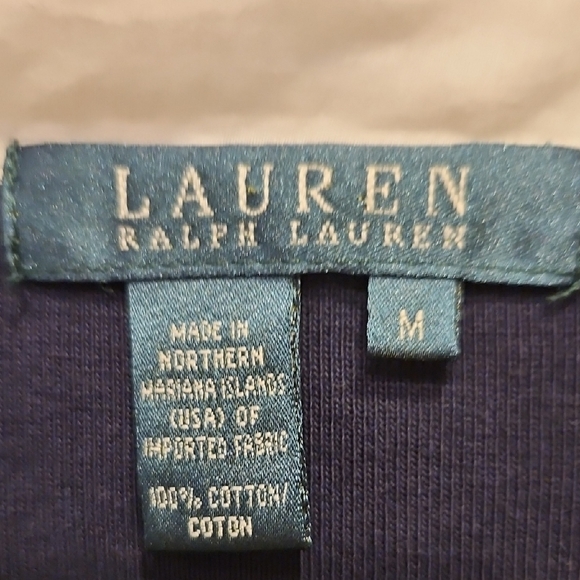 LAUREN
RALPH LAUREN
M
MADE IN
NORTHERN
MARIANA ISLANDS
(USA) OF
IMPORTED FABRIC
100% COTTON/
COTON